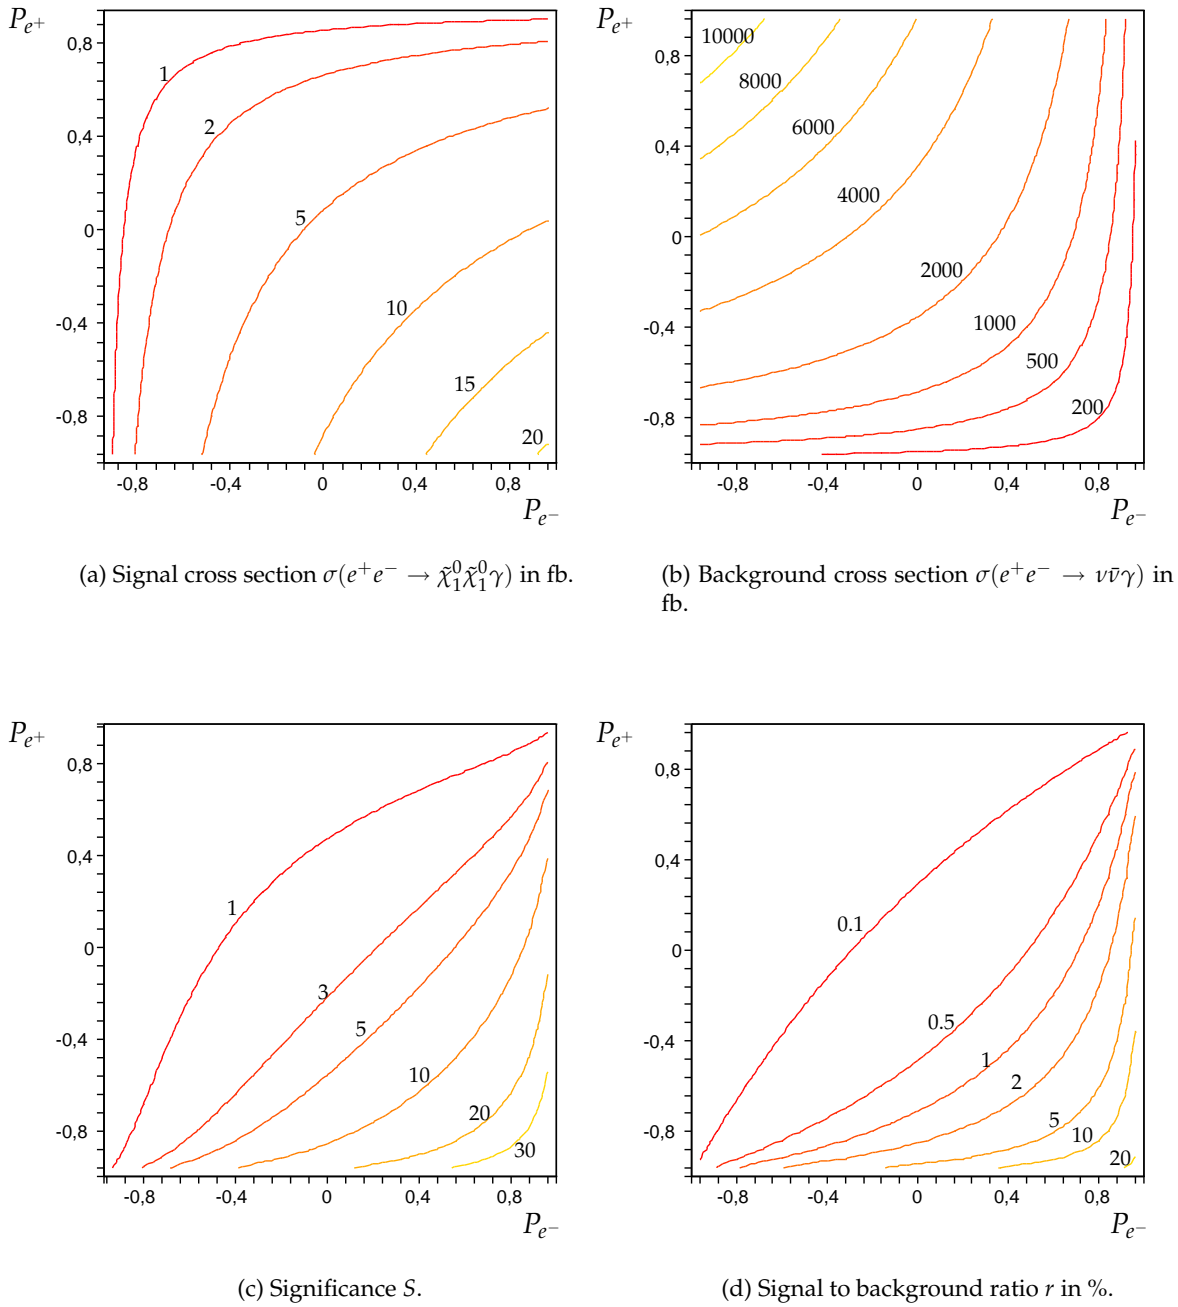 P_{e^+}
0,8
0,4
0
-0,4
-0,8
1
2
5
10
15
20
-0,8 -0,4 0 0,4 0,8
P_{e^-}
(a) Signal cross section σ(e⁺e⁻ → χ̃⁰₁χ̃⁰₁γ) in fb.
P_{e^+}
0,8
0,4
0
-0,4
-0,8
10000
8000
6000
4000
2000
1000
500
200
-0,8 -0,4 0 0,4 0,8
P_{e^-}
(b) Background cross section σ(e⁺e⁻ → νν̄γ) in
fb.
P_{e^+}
0,8
0,4
0
-0,4
-0,8
1
3
5
10
20
30
-0,8 -0,4 0 0,4 0,8
P_{e^-}
(c) Significance S.
P_{e^+}
0,8
0,4
0
-0,4
-0,8
0.1
0.5
1
2
5
10
20
-0,8 -0,4 0 0,4 0,8
P_{e^-}
(d) Signal to background ratio r in %.